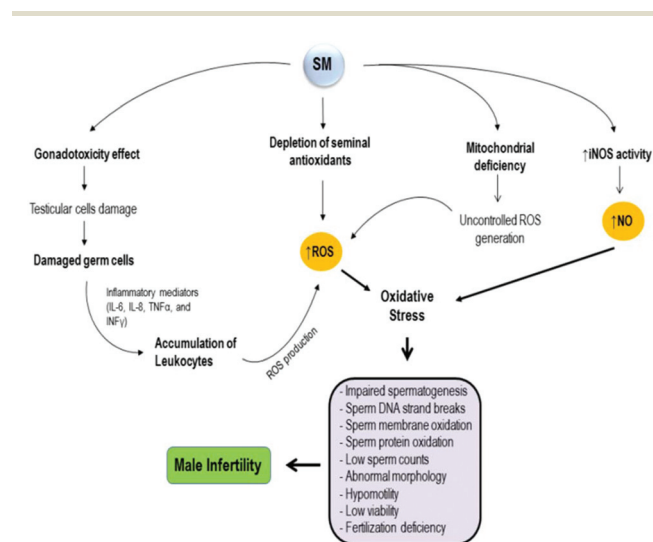 SM
Gonadotoxicity effect
Testicular cells damage
Damaged germ cells
Inflammatory mediators
(IL-6, IL-8, TNFα, and
INFγ)
Accumulation of
Leukocytes
ROS production
Depletion of seminal
antioxidants
↑ROS
Mitochondrial
deficiency
Uncontrolled ROS
generation
↑iNOS activity
↑NO
Oxidative
Stress
- Impaired spermatogenesis
- Sperm DNA strand breaks
- Sperm membrane oxidation
- Sperm protein oxidation
- Low sperm counts
- Abnormal morphology
- Hypomotility
- Low viability
- Fertilization deficiency
Male Infertility